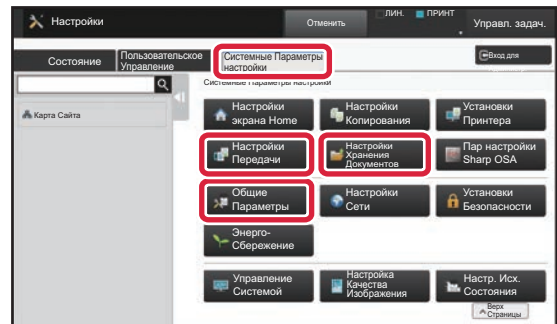 Настройки
Отменить
ЛИН.
ПРИНТ
Управл. задач.
Состояние
Пользовательское
Управление
Системные Параметры
настройки
Вход для
Системные Параметры настройки
Карта Сайта
Настройки
экрана Home
Настройки
Копирования
Установки
Принтера
Настройки
Передачи
Настройки
Хранения
Документов
Пар настройки
Sharp OSA
Общие
Параметры
Настройки
Сети
Установки
Безопасности
Энерго-
Сбережение
Управление
Системой
Настройка
Качества
Изображения
Настр. Исх.
Состояния
Верх
Страницы